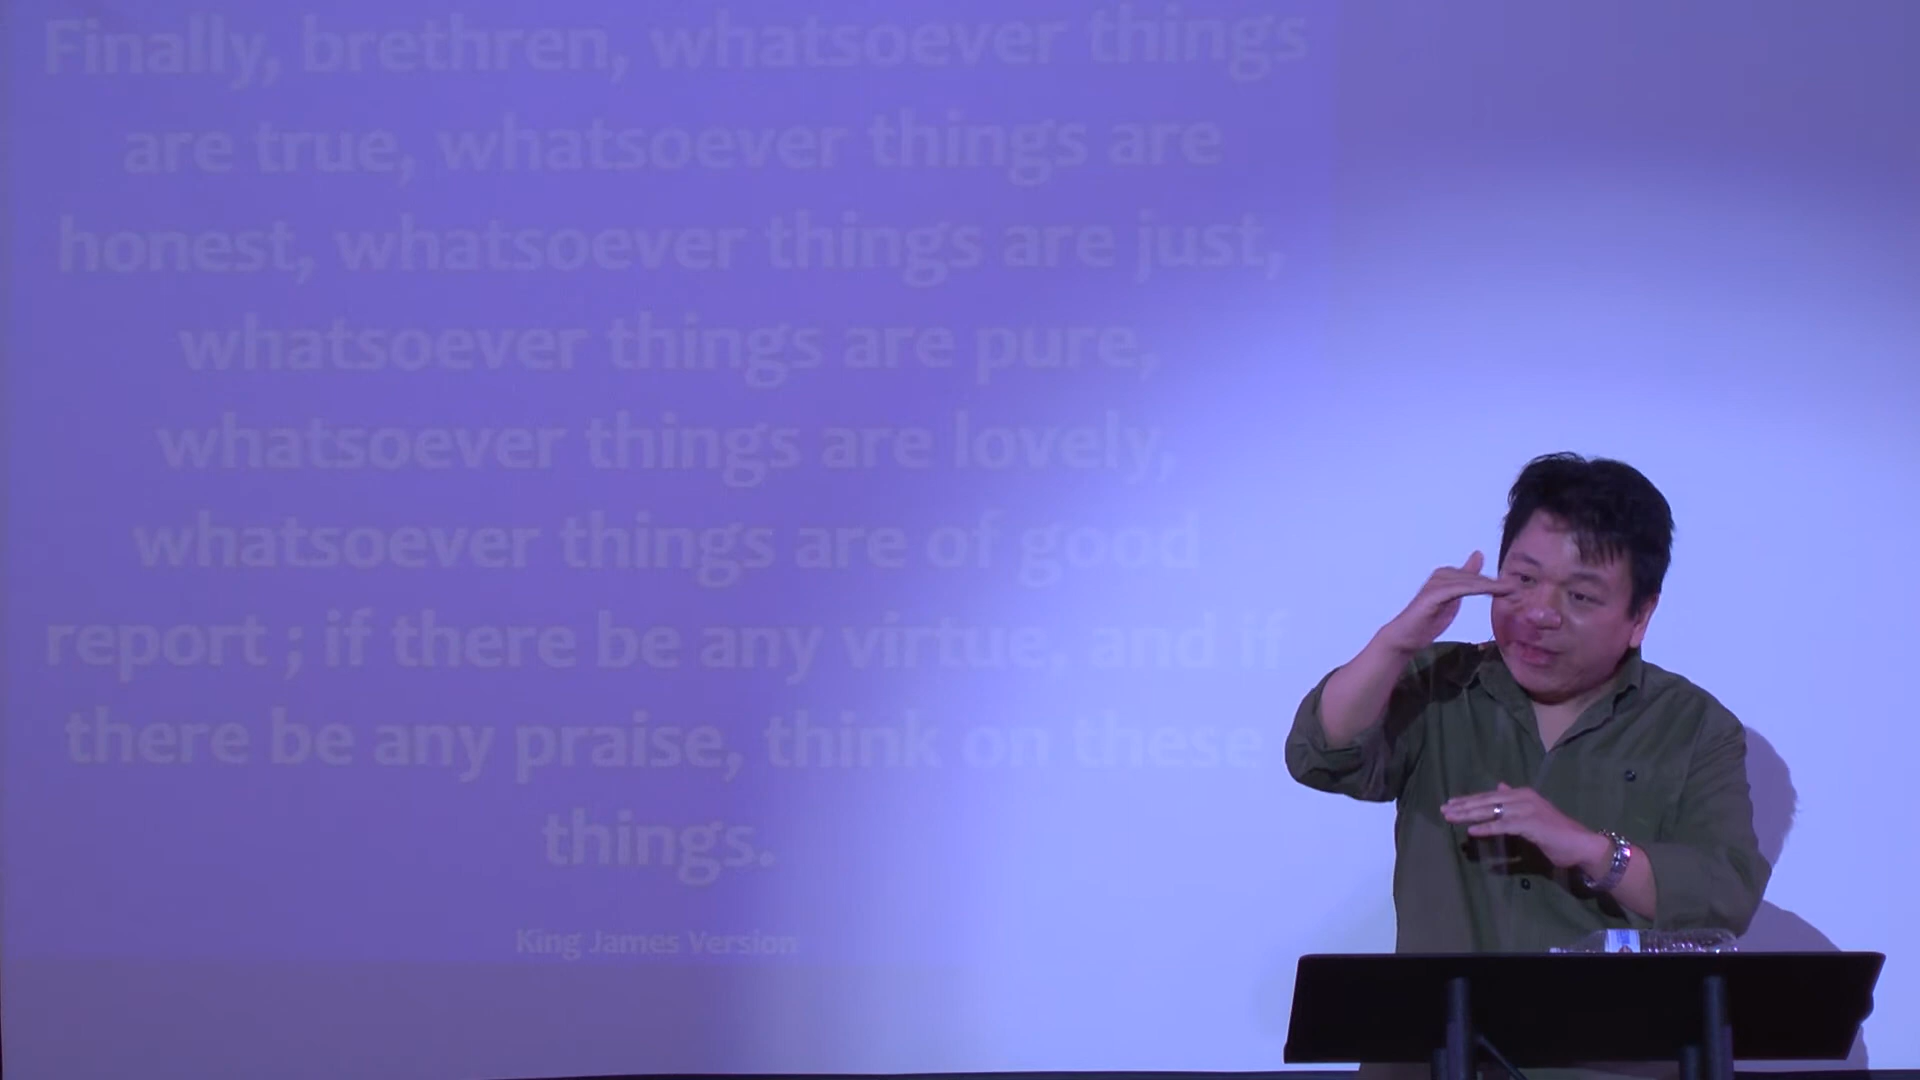 Finally, brethren, whatsoever things
are true, whatsoever things are
honest, whatsoever things are just,
whatsoever things are pure,
whatsoever things are lovely,
whatsoever things are of good
report ; if there be any virtue, and if
there be any praise, think on these
things.
King James Version